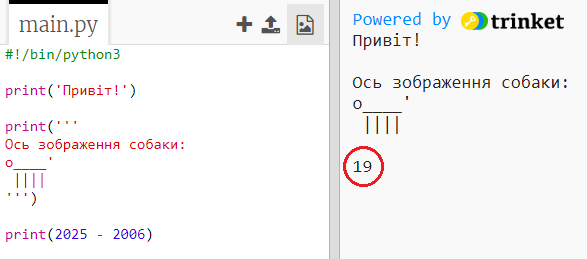 main.py
#!/bin/python3
print('Привіт!')
print('''
Ось зображення собаки:
o____'
 ||||
''')
print(2025 - 2006)
Powered by trinket
Привіт!
Ось зображення собаки:
o____'
 ||||
19